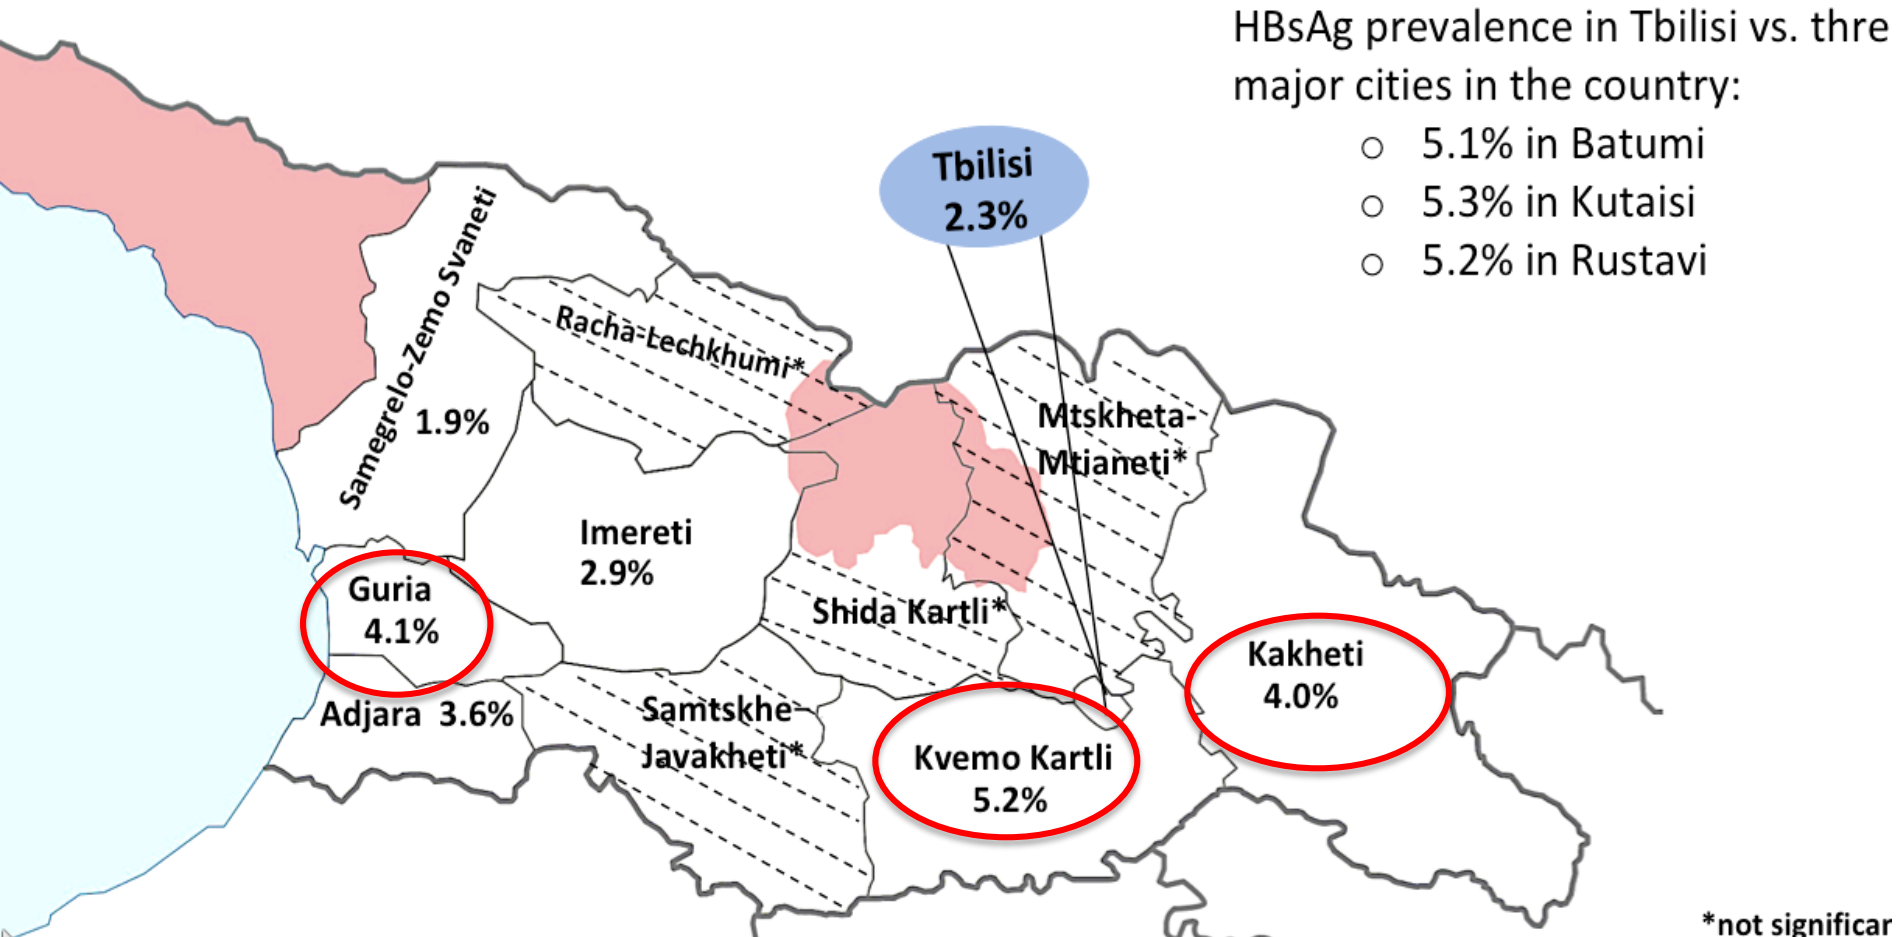 HBsAg prevalence in Tbilisi vs. thre
major cities in the country:
○ 5.1% in Batumi
○ 5.3% in Kutaisi
○ 5.2% in Rustavi
Tbilisi
2.3%
Samegrelo-Zemo Svaneti
1.9%
Racha-Lechkhumi*
Mtskheta-
Mtianeti*
Imereti
2.9%
Guria
4.1%
Shida Kartli*
Kakheti
4.0%
Adjara 3.6%
Samtskhe-
Javakheti*
Kvemo Kartli
5.2%
*not significan